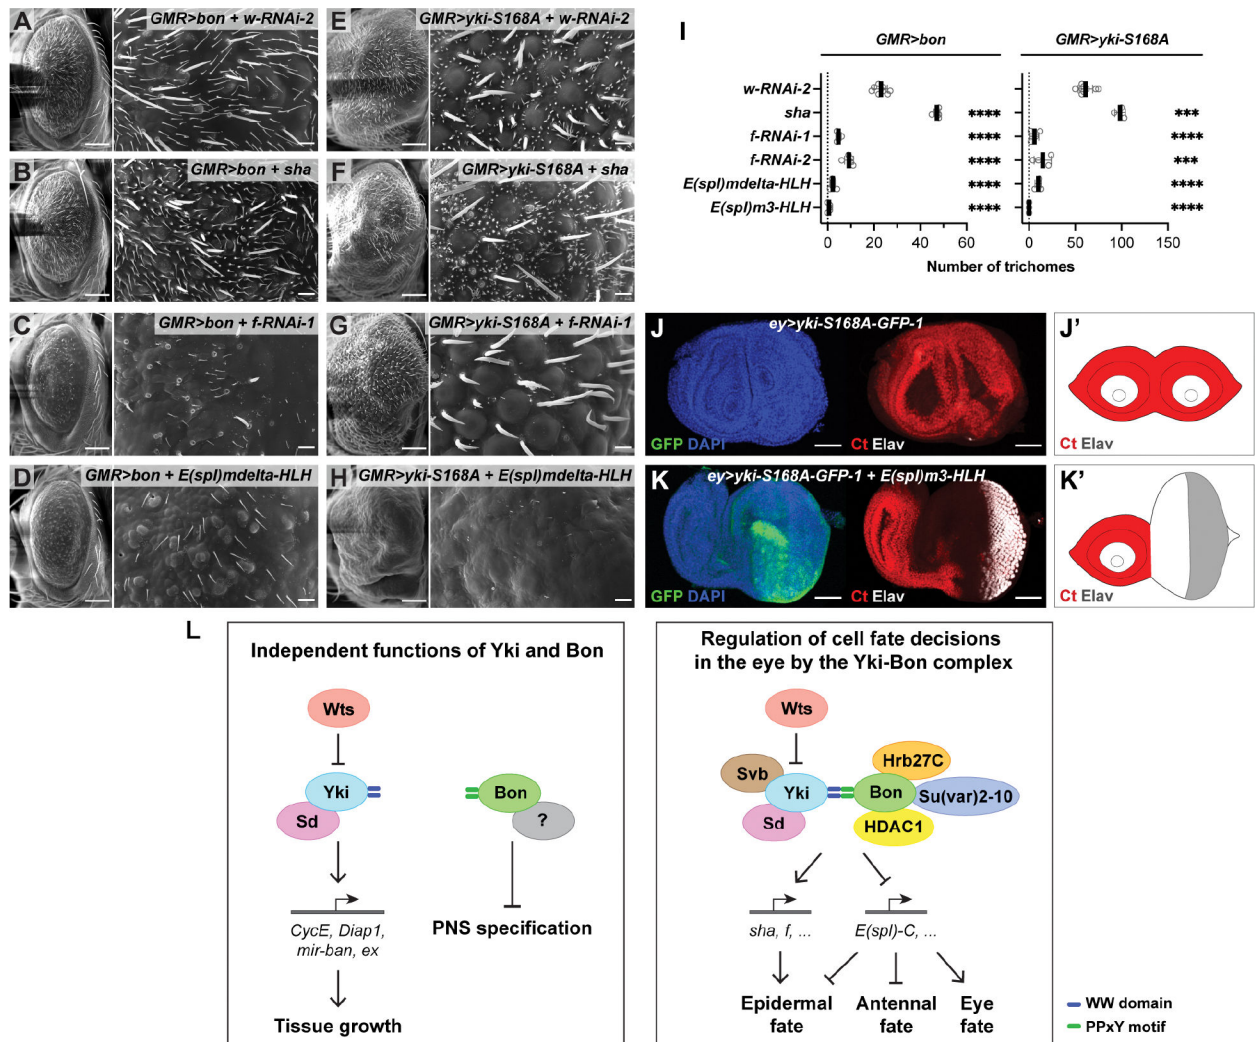 A
GMR>bon + w-RNAi-2
E
GMR>yki-S168A + w-RNAi-2
B
GMR>bon + sha
F
GMR>yki-S168A + sha
C
GMR>bon + f-RNAi-1
G
GMR>yki-S168A + f-RNAi-1
D
GMR>bon + E(spl)mdelta-HLH
H
GMR>yki-S168A + E(spl)mdelta-HLH
I
GMR>bon
GMR>yki-S168A
w-RNAi-2
sha
**** ***
f-RNAi-1
**** ****
f-RNAi-2
**** ***
E(spl)mdelta-HLH
**** ****
E(spl)m3-HLH
**** ****
0 20 40 60
0 50 100 150
Number of trichomes
J
ey>yki-S168A-GFP-1
GFP DAPI
Ct Elav
J’
Ct Elav
K
ey>yki-S168A-GFP-1 + E(spl)m3-HLH
GFP DAPI
Ct Elav
K’
Ct Elav
L
Independent functions of Yki and Bon
Wts
Yki
Sd
Bon
?
CycE, Diap1,
mir-ban, ex
PNS specification
Tissue growth
Regulation of cell fate decisions
in the eye by the Yki-Bon complex
Wts
Svb
Yki
Sd
Bon
Hrb27C
Su(var)2-10
HDAC1
sha, f, ...
E(spl)-C, ...
Epidermal
fate
Antennal
fate
Eye
fate
WW domain
PPxY motif